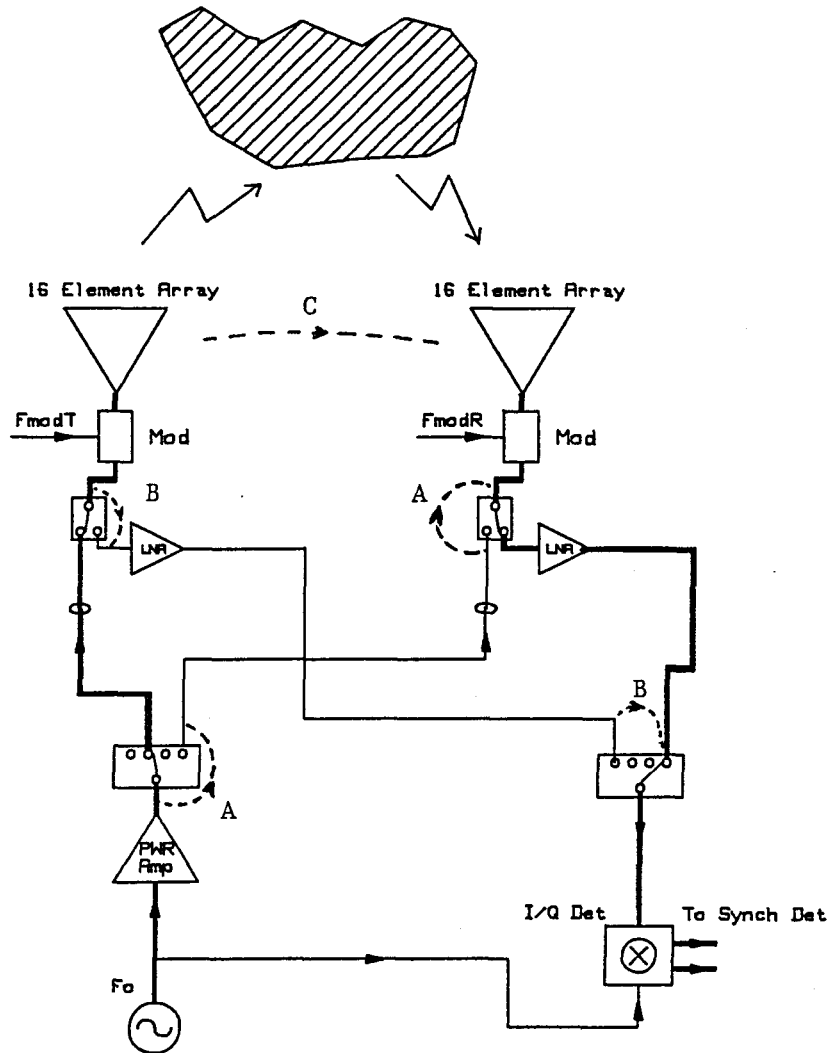 16 Element Array
16 Element Array
C
FmodT
Mod
FmodR
Mod
B
A
LNA
LNA
B
A
PWR
Amp
I/Q Det
To Synch Det
Fo